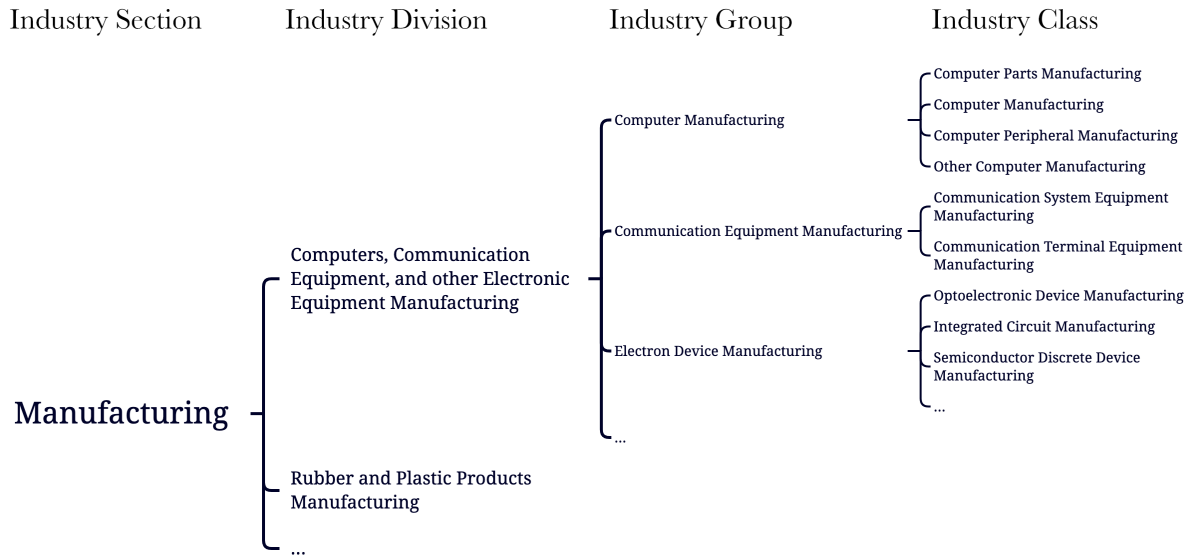 Industry Section
Industry Division
Industry Group
Industry Class
Manufacturing
Computers, Communication
Equipment, and other Electronic
Equipment Manufacturing
Rubber and Plastic Products
Manufacturing
...
Computer Manufacturing
Communication Equipment Manufacturing
Electron Device Manufacturing
...
Computer Parts Manufacturing
Computer Manufacturing
Computer Peripheral Manufacturing
Other Computer Manufacturing
Communication System Equipment
Manufacturing
Communication Terminal Equipment
Manufacturing
Optoelectronic Device Manufacturing
Integrated Circuit Manufacturing
Semiconductor Discrete Device
Manufacturing
...